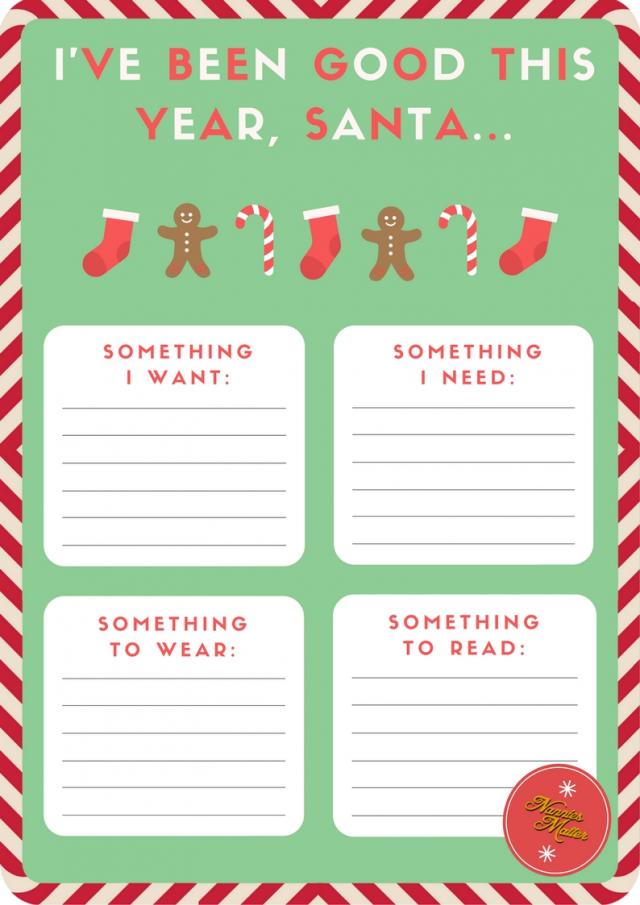 I'VE BEEN GOOD THIS
YEAR, SANTA...
SOMETHING
I WANT:
SOMETHING
I NEED:
SOMETHING
TO WEAR:
SOMETHING
TO READ:
Nannies
Matter